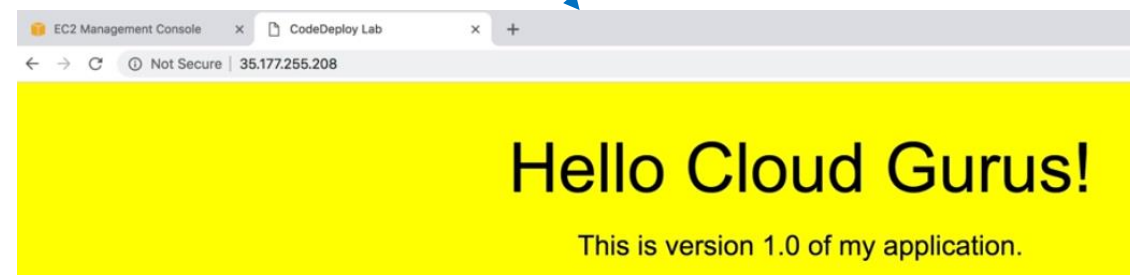 EC2 Management Console
CodeDeploy Lab
Not Secure | 35.177.255.208
Hello Cloud Gurus!
This is version 1.0 of my application.